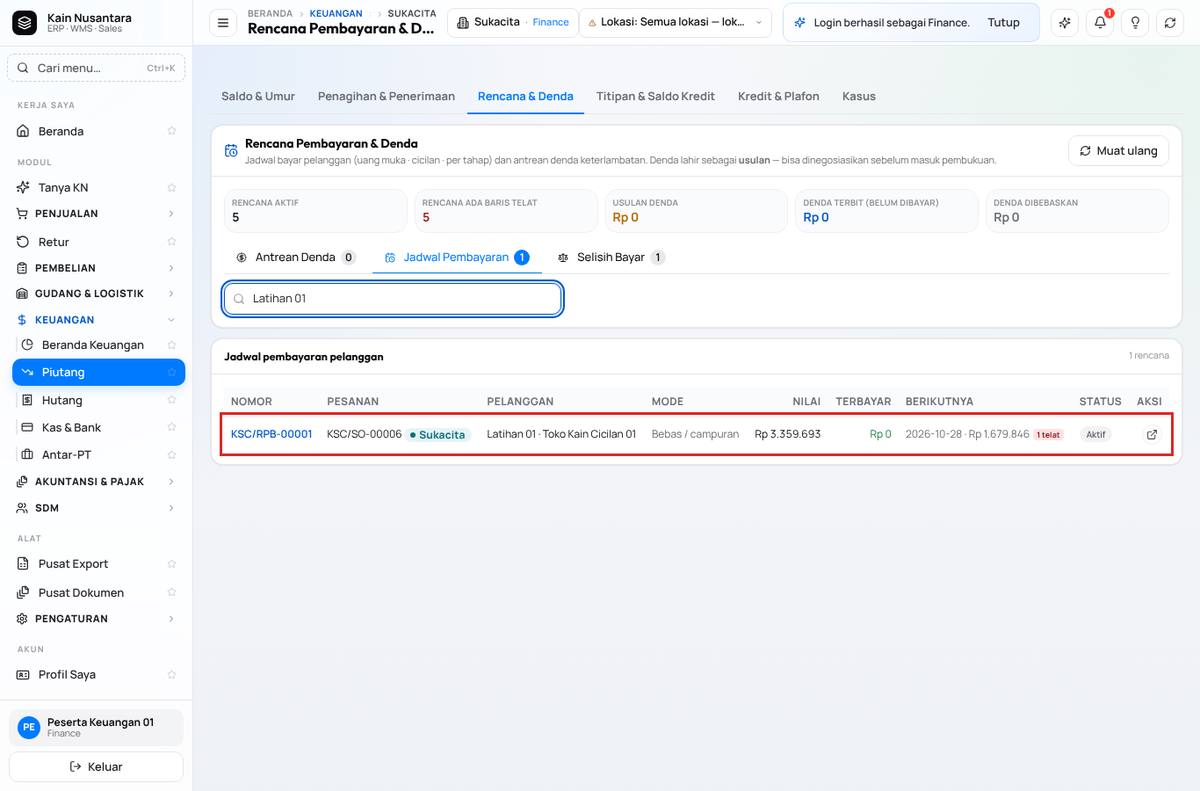 Kain Nusantara
ERP · WMS · Sales
Cari menu... Ctrl+K
KERJA SAYA
Beranda
MODUL
Tanya KN
PENJUALAN
Retur
PEMBELIAN
GUDANG & LOGISTIK
KEUANGAN
Beranda Keuangan
Piutang
Hutang
Kas & Bank
Antar-PT
AKUNTANSI & PAJAK
SDM
ALAT
Pusat Export
Pusat Dokumen
PENGATURAN
AKUN
Profil Saya
PE Peserta Keuangan 01
Finance
Keluar
BERANDA › KEUANGAN › SUKACITA
Rencana Pembayaran & D...
Sukacita · Finance
Lokasi: Semua lokasi — lok...
Login berhasil sebagai Finance. Tutup
1
Saldo & Umur Penagihan & Penerimaan Rencana & Denda Titipan & Saldo Kredit Kredit & Plafon Kasus
Rencana Pembayaran & Denda
Jadwal bayar pelanggan (uang muka · cicilan · per tahap) dan antrean denda keterlambatan. Denda lahir sebagai usulan — bisa dinegosiasikan sebelum masuk pembukuan.
Muat ulang
RENCANA AKTIF
5
RENCANA ADA BARIS TELAT
5
USULAN DENDA
Rp 0
DENDA TERBIT (BELUM DIBAYAR)
Rp 0
DENDA DIBEBASKAN
Rp 0
Antrean Denda 0 Jadwal Pembayaran 1 Selisih Bayar 1
Latihan 01
Jadwal pembayaran pelanggan 1 rencana
NOMOR PESANAN PELANGGAN MODE NILAI TERBAYAR BERIKUTNYA STATUS AKSI
KSC/RPB-00001 KSC/SO-00006 Sukacita Latihan 01 · Toko Kain Cicilan 01 Bebas / campuran Rp 3.359.693 Rp 0 2026-10-28 · Rp 1.679.846 1 telat Aktif